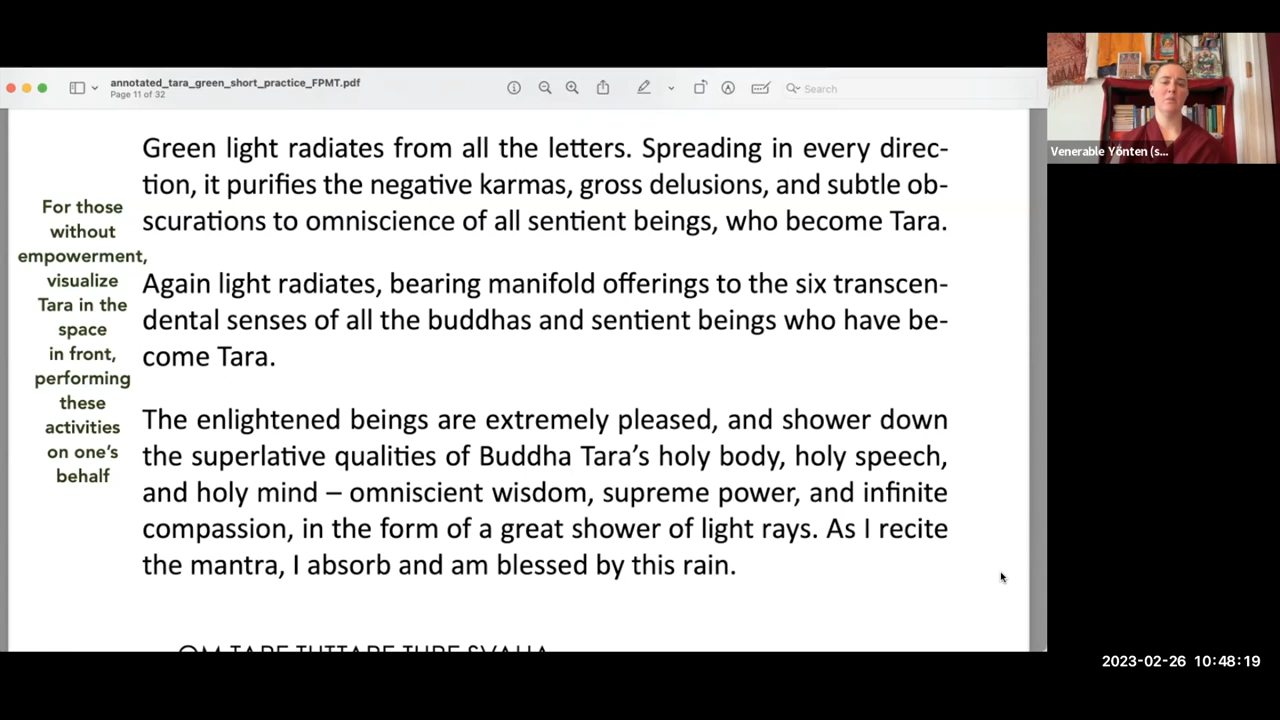 annotated_tara_green_short_practice_FPMT.pdf
Page 11 of 32
Search
Green light radiates from all the letters. Spreading in every direc-
tion, it purifies the negative karmas, gross delusions, and subtle ob-
scurations to omniscience of all sentient beings, who become Tara.
For those
without
empowerment,
visualize
Tara in the
space
in front,
performing
these
activities
on one's
behalf
Again light radiates, bearing manifold offerings to the six transcen-
dental senses of all the buddhas and sentient beings who have be-
come Tara.
The enlightened beings are extremely pleased, and shower down
the superlative qualities of Buddha Tara’s holy body, holy speech,
and holy mind – omniscient wisdom, supreme power, and infinite
compassion, in the form of a great shower of light rays. As I recite
the mantra, I absorb and am blessed by this rain.
OM TARE TUTTARE TURE SVAHA
Venerable Yönten (s...
2023-02-26 10:48:19